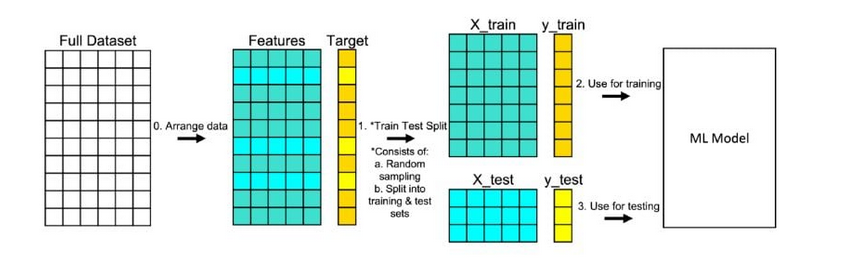 Full Dataset
0. Arrange data
Features
Target
1. *Train Test Split
*Consists of:
a. Random
sampling
b. Split into
training & test
sets
X_train
y_train
2. Use for training
X_test
y_test
3. Use for testing
ML Model